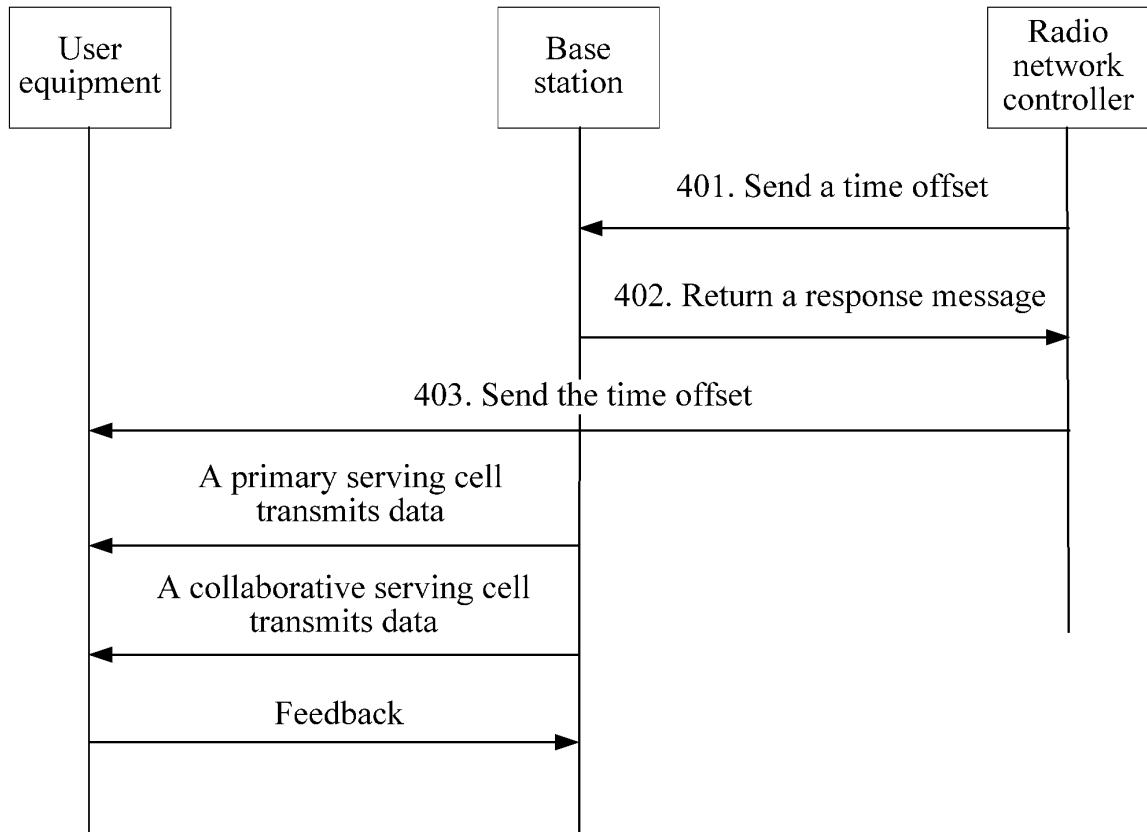 User
equipment
Base
station
Radio
network
controller
401. Send a time offset
402. Return a response message
403. Send the time offset
A primary serving cell
transmits data
A collaborative serving cell
transmits data
Feedback